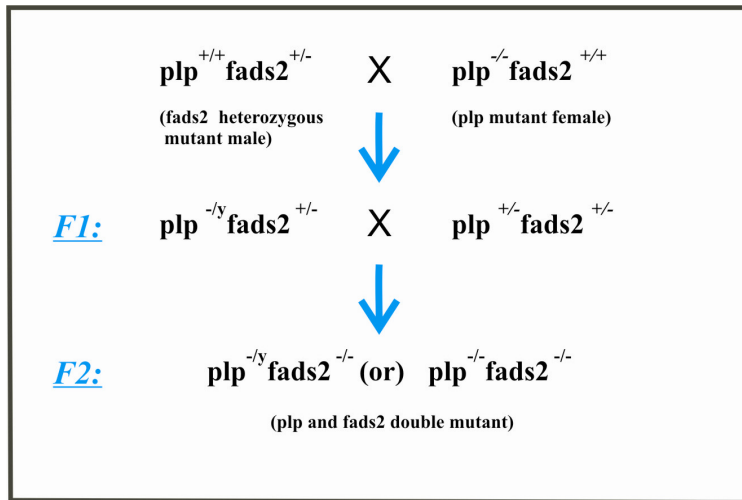 plp+/+fads2+/- X plp-/-fads2+/+
(fads2 heterozygous
mutant male)
(plp mutant female)
F1: plp-/yfads2+/- X plp+/-fads2+/-
F2: plp-/yfads2-/- (or) plp-/-fads2-/-
(plp and fads2 double mutant)